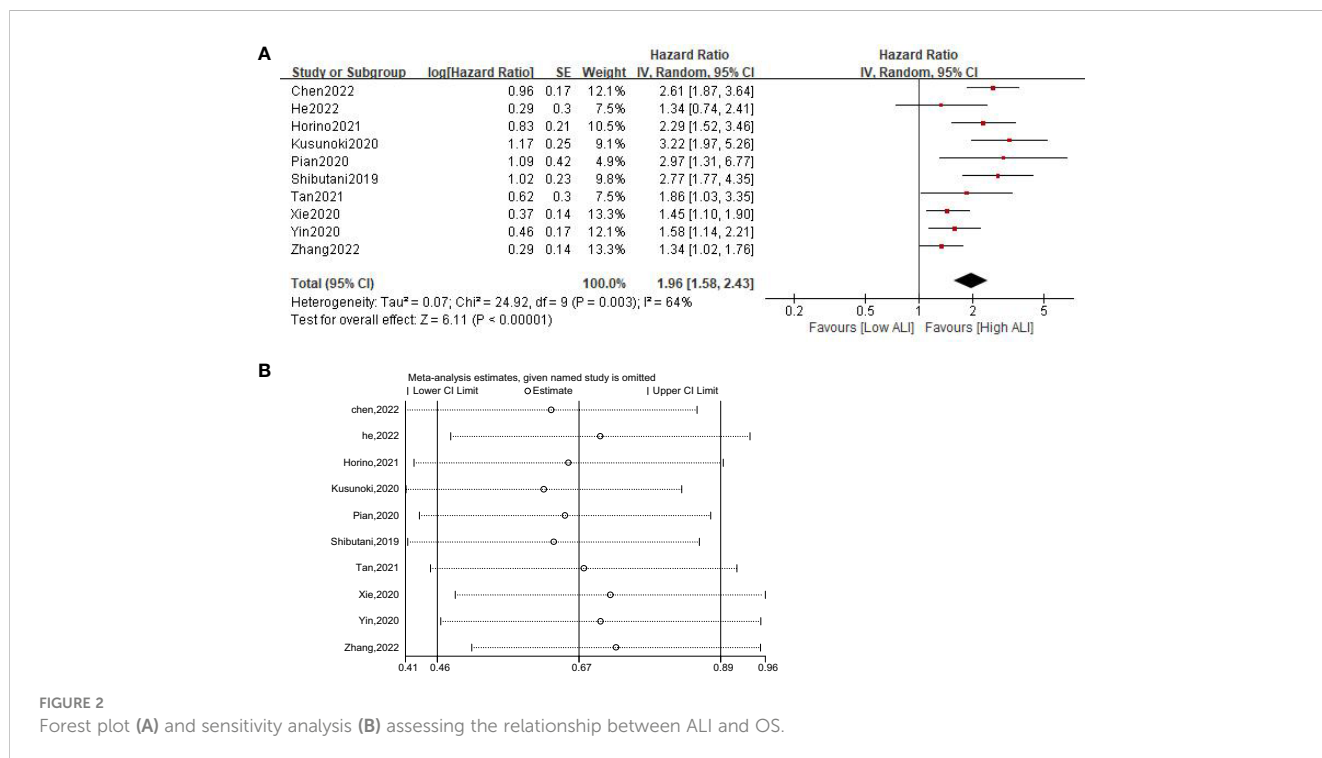 A
Hazard Ratio Hazard Ratio
Study or Subgroup log[Hazard Ratio] SE Weight IV, Random, 95% CI IV, Random, 95% CI
Chen2022 0.96 0.17 12.1% 2.61 [1.87, 3.64]
He2022 0.29 0.3 7.5% 1.34 [0.74, 2.41]
Horino2021 0.83 0.21 10.5% 2.29 [1.52, 3.46]
Kusunoki2020 1.17 0.25 9.1% 3.22 [1.97, 5.26]
Pian2020 1.09 0.42 4.9% 2.97 [1.31, 6.77]
Shibutani2019 1.02 0.23 9.8% 2.77 [1.77, 4.35]
Tan2021 0.62 0.3 7.5% 1.86 [1.03, 3.35]
Xie2020 0.37 0.14 13.3% 1.45 [1.10, 1.90]
Yin2020 0.46 0.17 12.1% 1.58 [1.14, 2.21]
Zhang2022 0.29 0.14 13.3% 1.34 [1.02, 1.76]
Total (95% CI) 100.0% 1.96 [1.58, 2.43]
Heterogeneity: Tau² = 0.07; Chi² = 24.92, df = 9 (P = 0.003); I² = 64%
Test for overall effect: Z = 6.11 (P < 0.00001)
0.2 0.5 1 2 5
Favours [Low ALI] Favours [High ALI]
B
Meta-analysis estimates, given named study is omitted
Lower CI Limit Estimate Upper CI Limit
chen,2022
he,2022
Horino,2021
Kusunoki,2020
Pian,2020
Shibutani,2019
Tan,2021
Xie,2020
Yin,2020
Zhang,2022
0.41 0.46 0.67 0.89 0.96
FIGURE 2
Forest plot (A) and sensitivity analysis (B) assessing the relationship between ALI and OS.